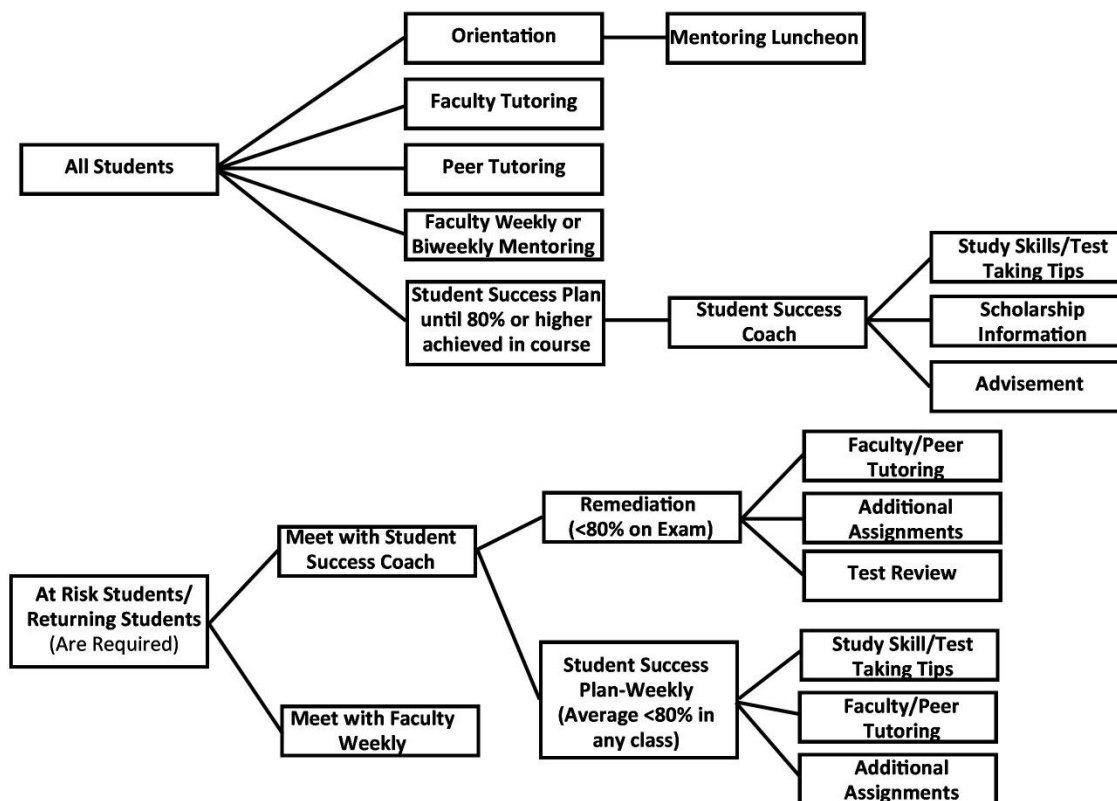 Orientation
Mentoring Luncheon
Faculty Tutoring
All Students
Peer Tutoring
Faculty Weekly or
Biweekly Mentoring
Student Success Plan
until 80% or higher
achieved in course
Student Success
Coach
Study Skills/Test
Taking Tips
Scholarship
Information
Advisement
At Risk Students/
Returning Students
(Are Required)
Meet with Student
Success Coach
Remediation
(<80% on Exam)
Faculty/Peer
Tutoring
Additional
Assignments
Test Review
Student Success
Plan-Weekly
(Average <80% in
any class)
Study Skill/Test
Taking Tips
Faculty/Peer
Tutoring
Additional
Assignments
Meet with Faculty
Weekly